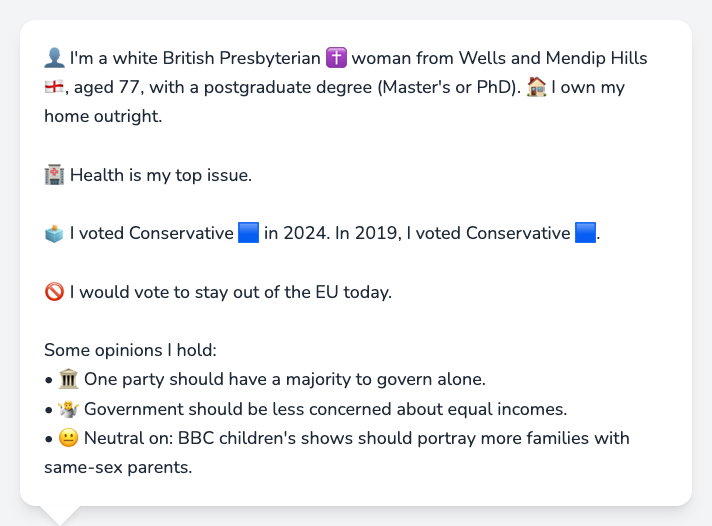 👤 I'm a white British Presbyterian ✝️ woman from Wells and Mendip Hills
🏴󠁧󠁢󠁥󠁮󠁧󠁿, aged 77, with a postgraduate degree (Master's or PhD). 🏠 I own my
home outright.
🏥 Health is my top issue.
🗳️ I voted Conservative 🟦 in 2024. In 2019, I voted Conservative 🟦.
🚫 I would vote to stay out of the EU today.
Some opinions I hold:
• 🏛️ One party should have a majority to govern alone.
• 🤷 Government should be less concerned about equal incomes.
• 😐 Neutral on: BBC children's shows should portray more families with
same-sex parents.